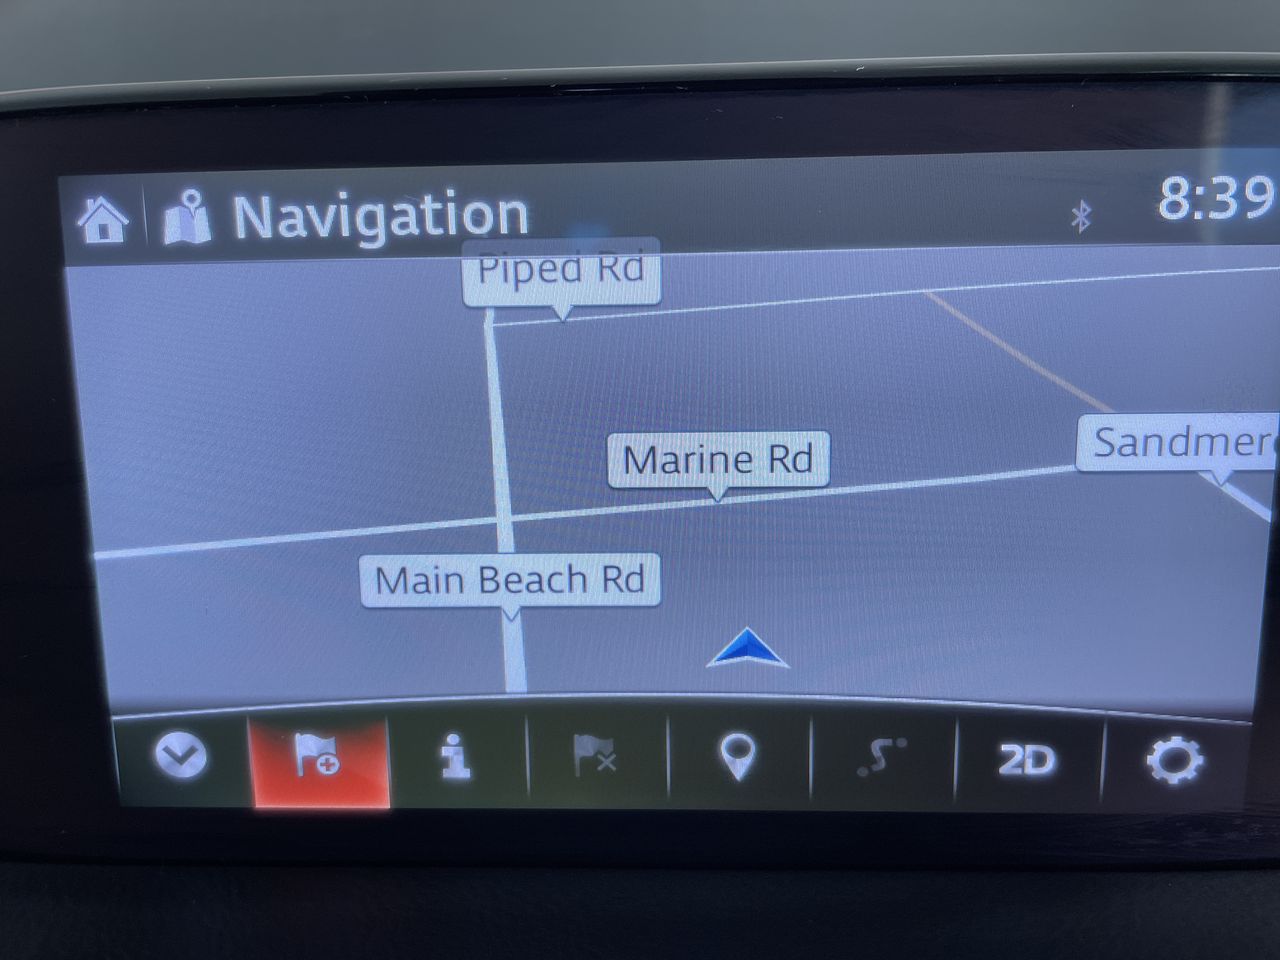 Navigation
8:39
Piped Rd
Marine Rd
Sandmer
Main Beach Rd
2D